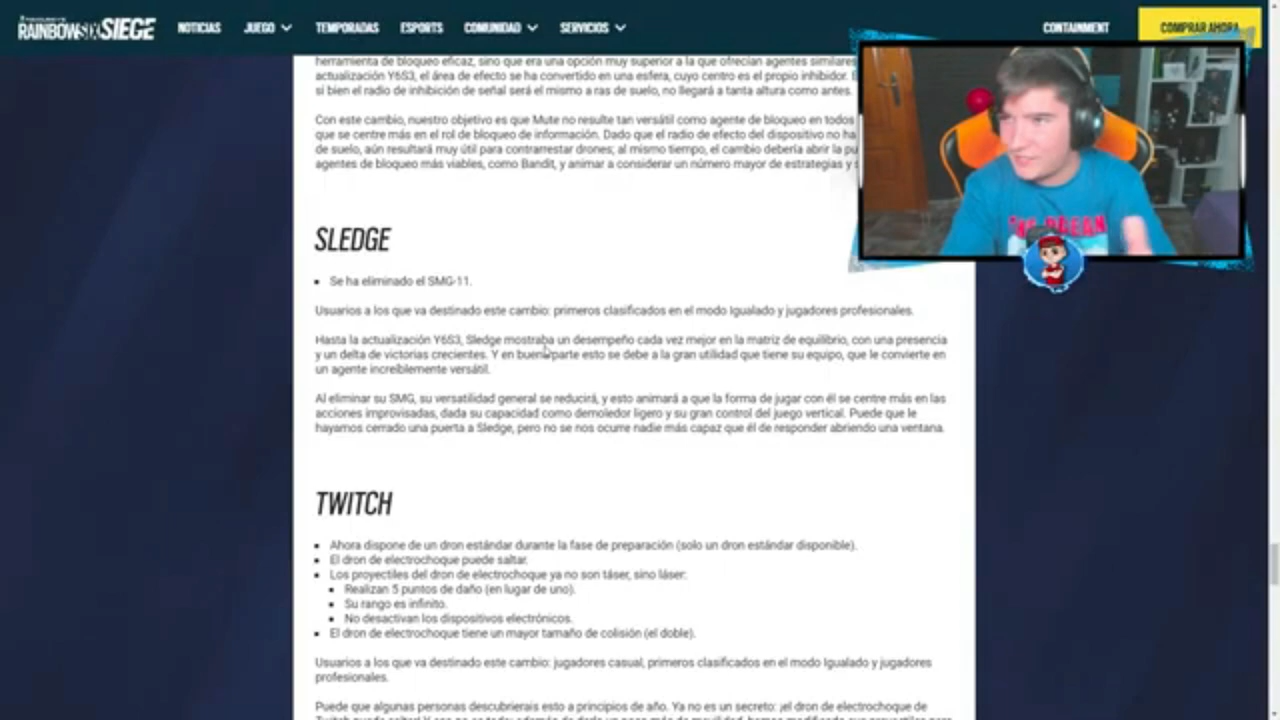 RAINBOWSIX SIEGE
NOTICIAS
JUEGO
TEMPORADAS
ESPORTS
COMUNIDAD
SERVICIOS
CONTAINMENT
COMPRAR AHORA
herramienta de bloqueo eficaz, sino que era una opción muy superior a la que ofrecían agentes similares
actualización Y6S3, el área de efecto se ha convertido en una esfera, cuyo centro es el propio inhibidor.
si bien el radio de inhibición de señal será el mismo a ras de suelo, no llegará a tanta altura como antes.
Con este cambio, nuestro objetivo es que Mute no resulte tan versátil como agente de bloqueo en todos
que se centre más en el rol de bloqueo de información. Dado que el radio de efecto del dispositivo no ha
de suelo, aún resultará muy útil para contrarrestar drones; al mismo tiempo, el cambio debería abrir la
agentes de bloqueo más viables, como Bandit, y animar a considerar un número mayor de estrategias y
SLEDGE
Se ha eliminado el SMG-11.
Usuarios a los que va destinado este cambio: primeros clasificados en el modo Igualado y jugadores profesionales.
Hasta la actualización Y6S3, Sledge mostraba un desempeño cada vez mejor en la matriz de equilibrio, con una presencia
y un delta de victorias crecientes. Y en buena parte esto se debe a la gran utilidad que tiene su equipo, que le convierte en
un agente increíblemente versátil.
Al eliminar su SMG, su versatilidad general se reducirá, y esto animará a que la forma de jugar con él se centre más en las
acciones improvisadas, dada su capacidad como demoledor ligero y su gran control del juego vertical. Puede que le
hayamos cerrado una puerta a Sledge, pero no se nos ocurre nadie más capaz que él de responder abriendo una ventana.
TWITCH
Ahora dispone de un dron estándar durante la fase de preparación (solo un dron estándar disponible).
El dron de electrochoque puede saltar.
Los proyectiles del dron de electrochoque ya no son táser, sino láser:
Realizan 5 puntos de daño (en lugar de uno).
Su rango es infinito.
No desactivan los dispositivos electrónicos.
El dron de electrochoque tiene un mayor tamaño de colisión (el doble).
Usuarios a los que va destinado este cambio: jugadores casual, primeros clasificados en el modo Igualado y jugadores
profesionales.
Puede que algunas personas descubrierais esto a principios de año. Ya no es un secreto: ¡el dron de electrochoque de